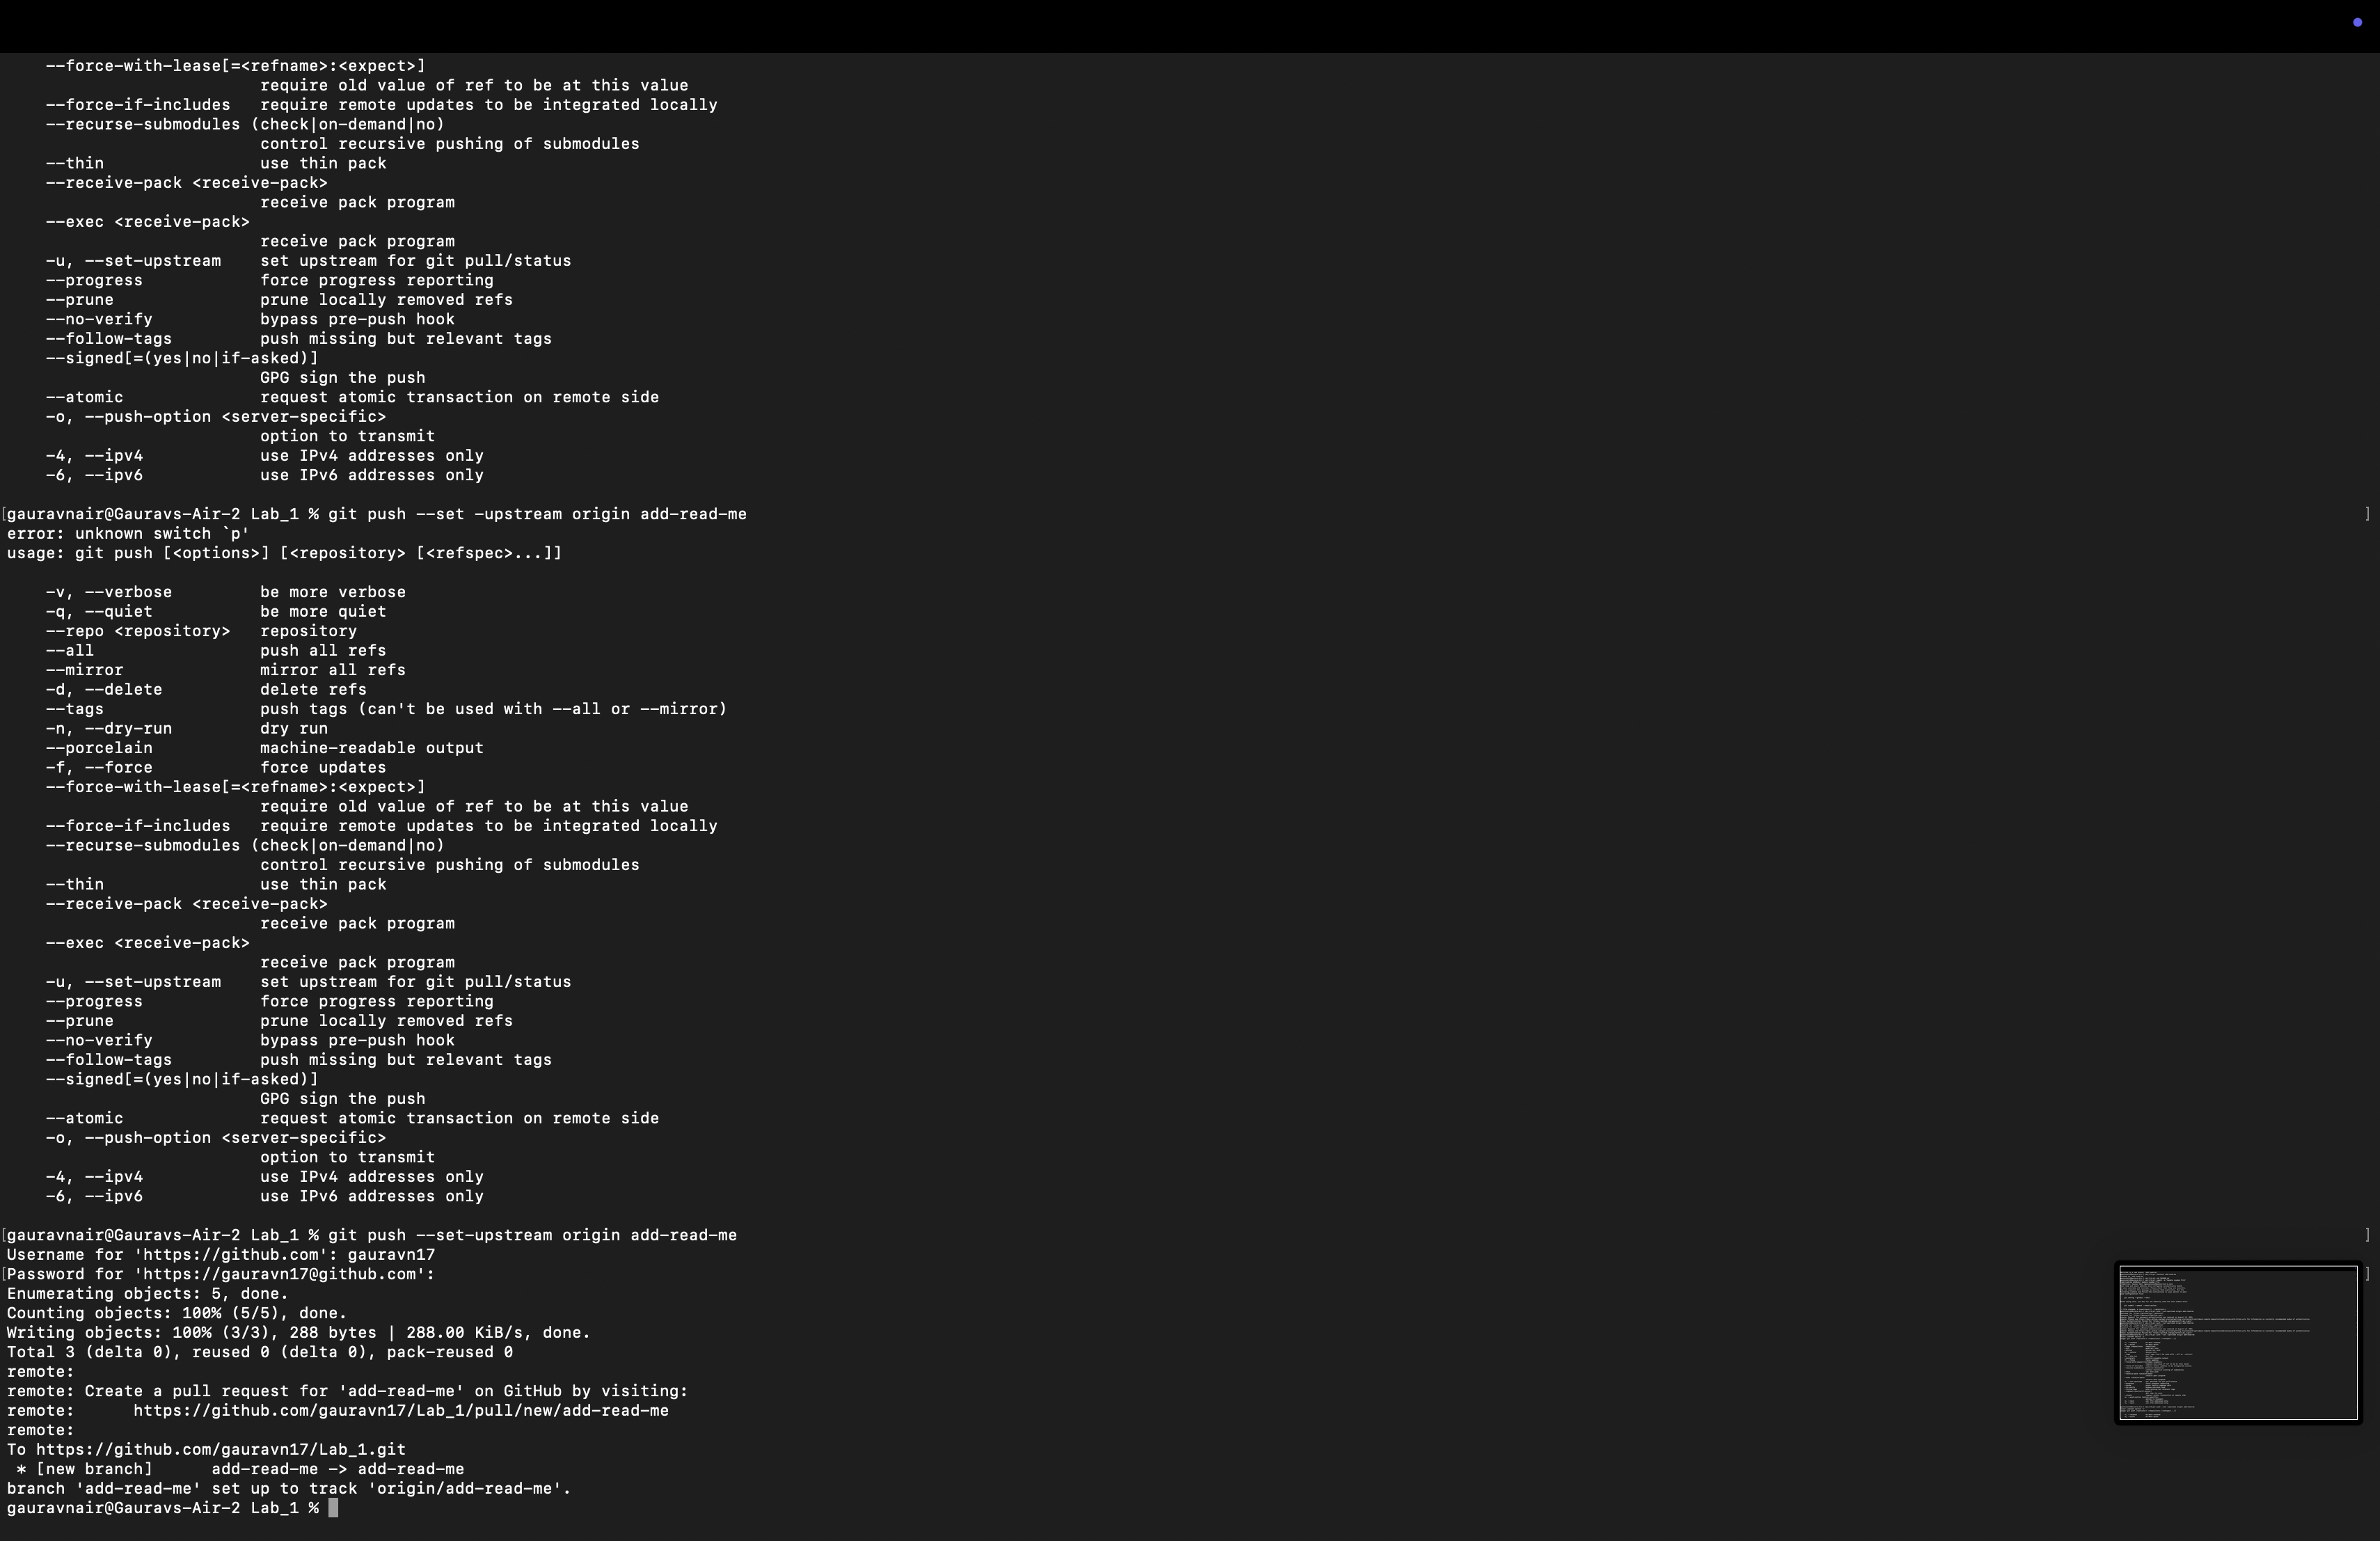 --force-with-lease[=<refname>:<expect>]
require old value of ref to be at this value
--force-if-includes   require remote updates to be integrated locally
--recurse-submodules (check|on-demand|no)
control recursive pushing of submodules
--thin                use thin pack
--receive-pack <receive-pack>
receive pack program
--exec <receive-pack>
receive pack program
-u, --set-upstream    set upstream for git pull/status
--progress            force progress reporting
--prune               prune locally removed refs
--no-verify           bypass pre-push hook
--follow-tags         push missing but relevant tags
--signed[=(yes|no|if-asked)]
GPG sign the push
--atomic              request atomic transaction on remote side
-o, --push-option <server-specific>
option to transmit
-4, --ipv4            use IPv4 addresses only
-6, --ipv6            use IPv6 addresses only
[gauravnair@Gauravs-Air-2 Lab_1 % git push --set -upstream origin add-read-me ]
error: unknown switch `p'
usage: git push [<options>] [<repository> [<refspec>...]]
-v, --verbose         be more verbose
-q, --quiet           be more quiet
--repo <repository>   repository
--all                 push all refs
--mirror              mirror all refs
-d, --delete          delete refs
--tags                push tags (can't be used with --all or --mirror)
-n, --dry-run         dry run
--porcelain           machine-readable output
-f, --force           force updates
--force-with-lease[=<refname>:<expect>]
require old value of ref to be at this value
--force-if-includes   require remote updates to be integrated locally
--recurse-submodules (check|on-demand|no)
control recursive pushing of submodules
--thin                use thin pack
--receive-pack <receive-pack>
receive pack program
--exec <receive-pack>
receive pack program
-u, --set-upstream    set upstream for git pull/status
--progress            force progress reporting
--prune               prune locally removed refs
--no-verify           bypass pre-push hook
--follow-tags         push missing but relevant tags
--signed[=(yes|no|if-asked)]
GPG sign the push
--atomic              request atomic transaction on remote side
-o, --push-option <server-specific>
option to transmit
-4, --ipv4            use IPv4 addresses only
-6, --ipv6            use IPv6 addresses only
[gauravnair@Gauravs-Air-2 Lab_1 % git push --set-upstream origin add-read-me ]
Username for 'https://github.com': gauravn17
[Password for 'https://gauravn17@github.com': ]
Enumerating objects: 5, done.
Counting objects: 100% (5/5), done.
Writing objects: 100% (3/3), 288 bytes | 288.00 KiB/s, done.
Total 3 (delta 0), reused 0 (delta 0), pack-reused 0
remote:
remote: Create a pull request for 'add-read-me' on GitHub by visiting:
remote:      https://github.com/gauravn17/Lab_1/pull/new/add-read-me
remote:
To https://github.com/gauravn17/Lab_1.git
* [new branch]      add-read-me -> add-read-me
branch 'add-read-me' set up to track 'origin/add-read-me'.
gauravnair@Gauravs-Air-2 Lab_1 %